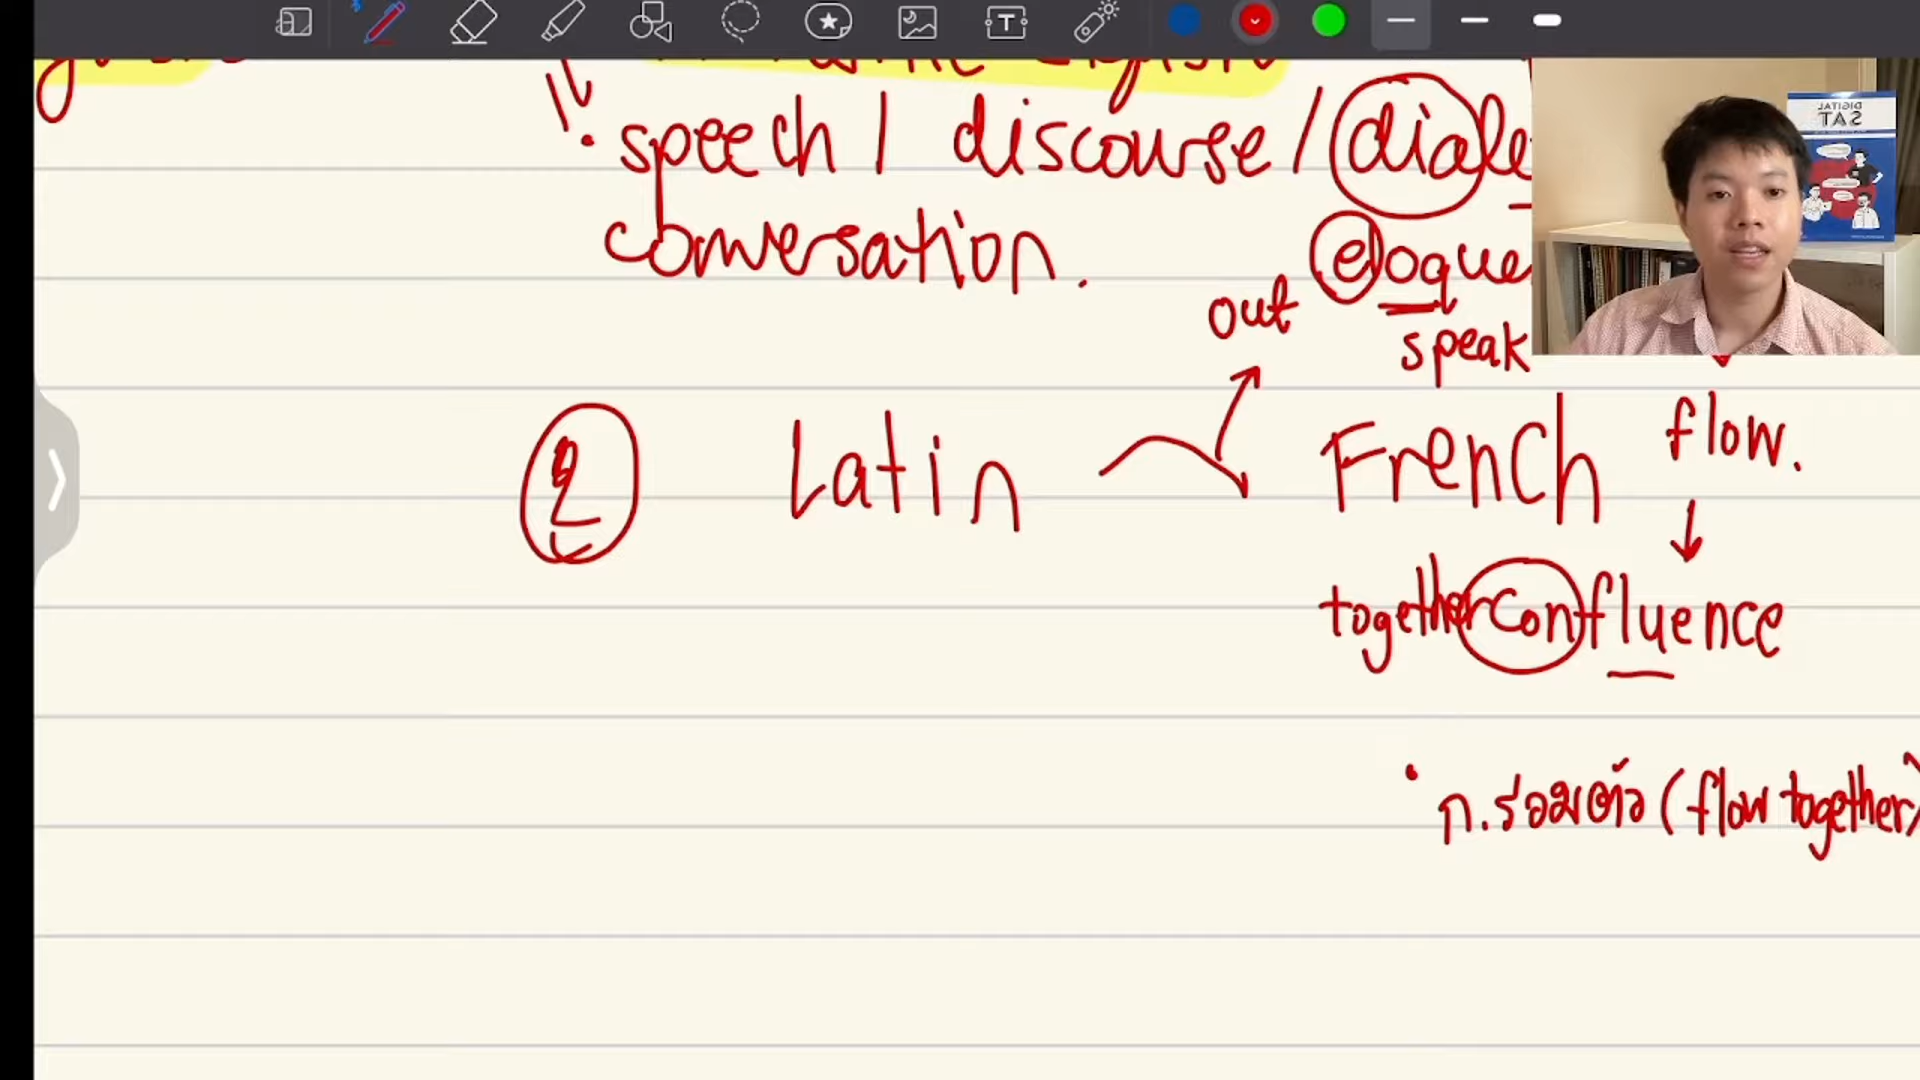 speech / discourse / diale
conversation.
eloque
out
speak
2 Latin French flow.
together confluence
ก.รวมตัว (flow together)
DIGITAL
SAT